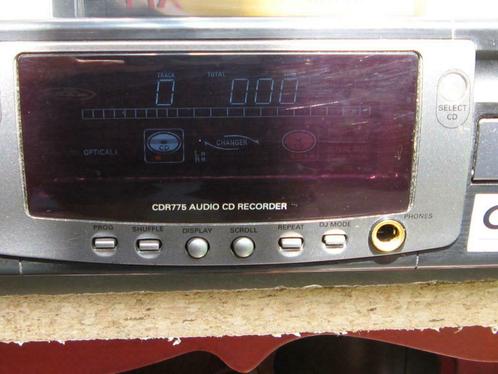 TRACK TOTAL
0 000
SELECT
CD
OPTICAL I
CD
CHANGER
CDR775 AUDIO CD RECORDER
PHONES
PROG SHUFFLE DISPLAY SCROLL REPEAT DJ MODE